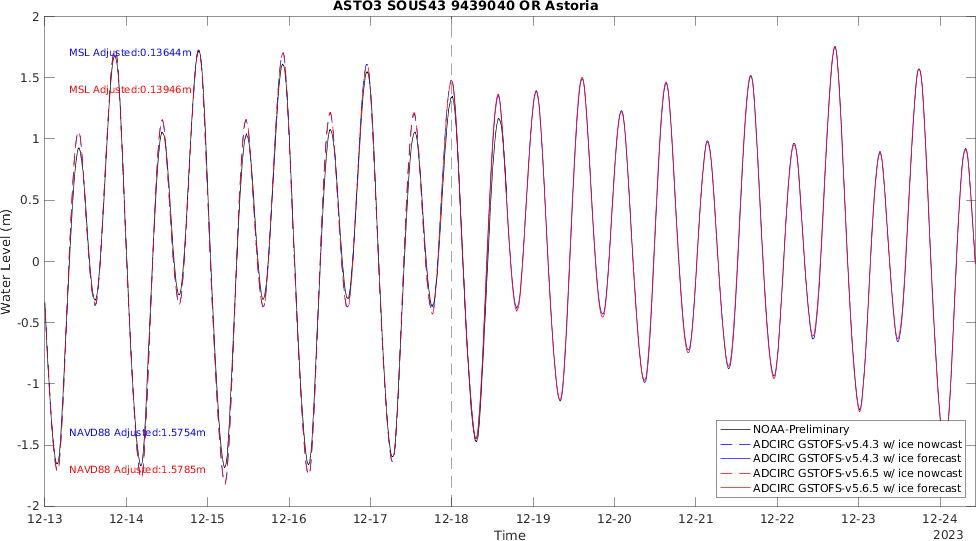 ASTO3 SOUS43 9439040 OR Astoria
2
1.5
1
0.5
0
-0.5
-1
-1.5
-2
Water Level (m)
MSL Adjusted:0.13644m
MSL Adjusted:0.13946m
NAVD88 Adjusted:1.5754m
NAVD88 Adjusted:1.5785m
NOAA-Preliminary
ADCIRC GSTOFS-v5.4.3 w/ ice nowcast
ADCIRC GSTOFS-v5.4.3 w/ ice forecast
ADCIRC GSTOFS-v5.6.5 w/ ice nowcast
ADCIRC GSTOFS-v5.6.5 w/ ice forecast
12-13 12-14 12-15 12-16 12-17 12-18 12-19 12-20 12-21 12-22 12-23 12-24
Time
2023